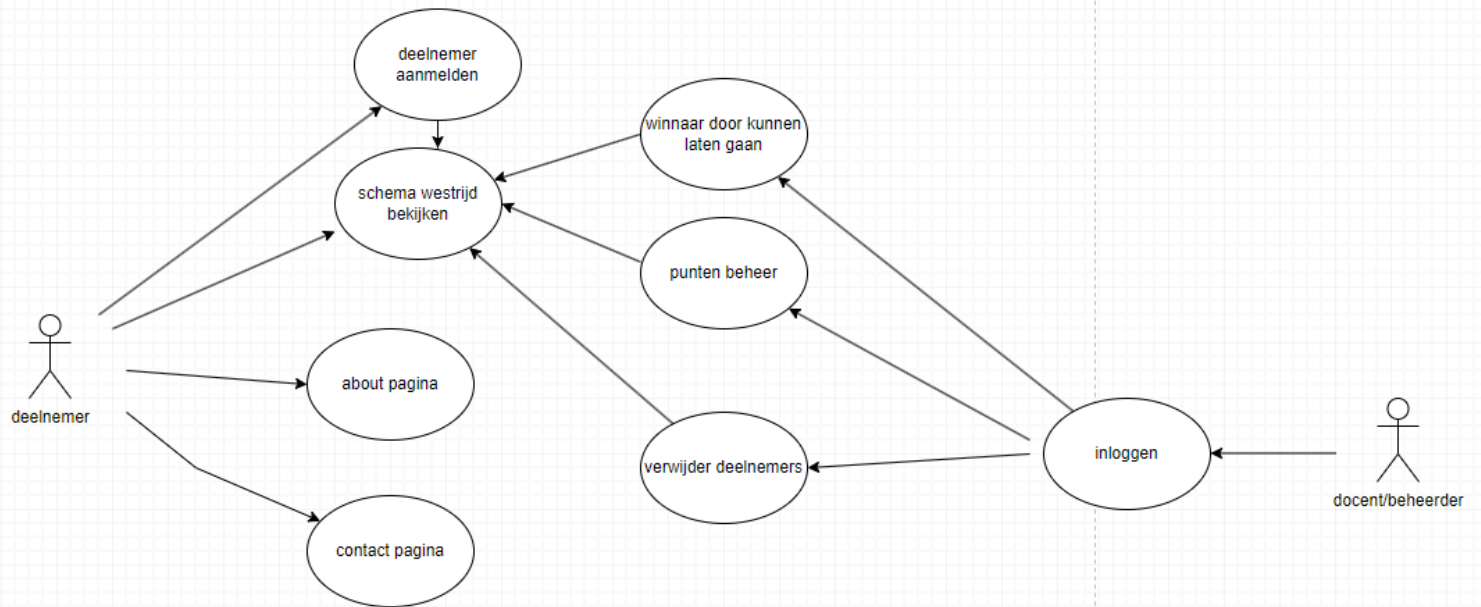 deelnemer
aanmelden
winnaar door kunnen
laten gaan
schema westrijd
bekijken
punten beheer
about pagina
deelnemer
verwijder deelnemers
inloggen
docent/beheerder
contact pagina